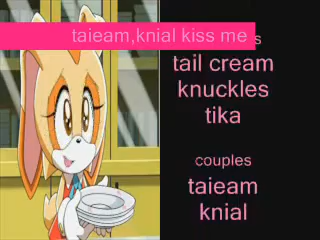 taieam,knial kiss me
tail cream
knuckles
tika
couples
taieam
knial